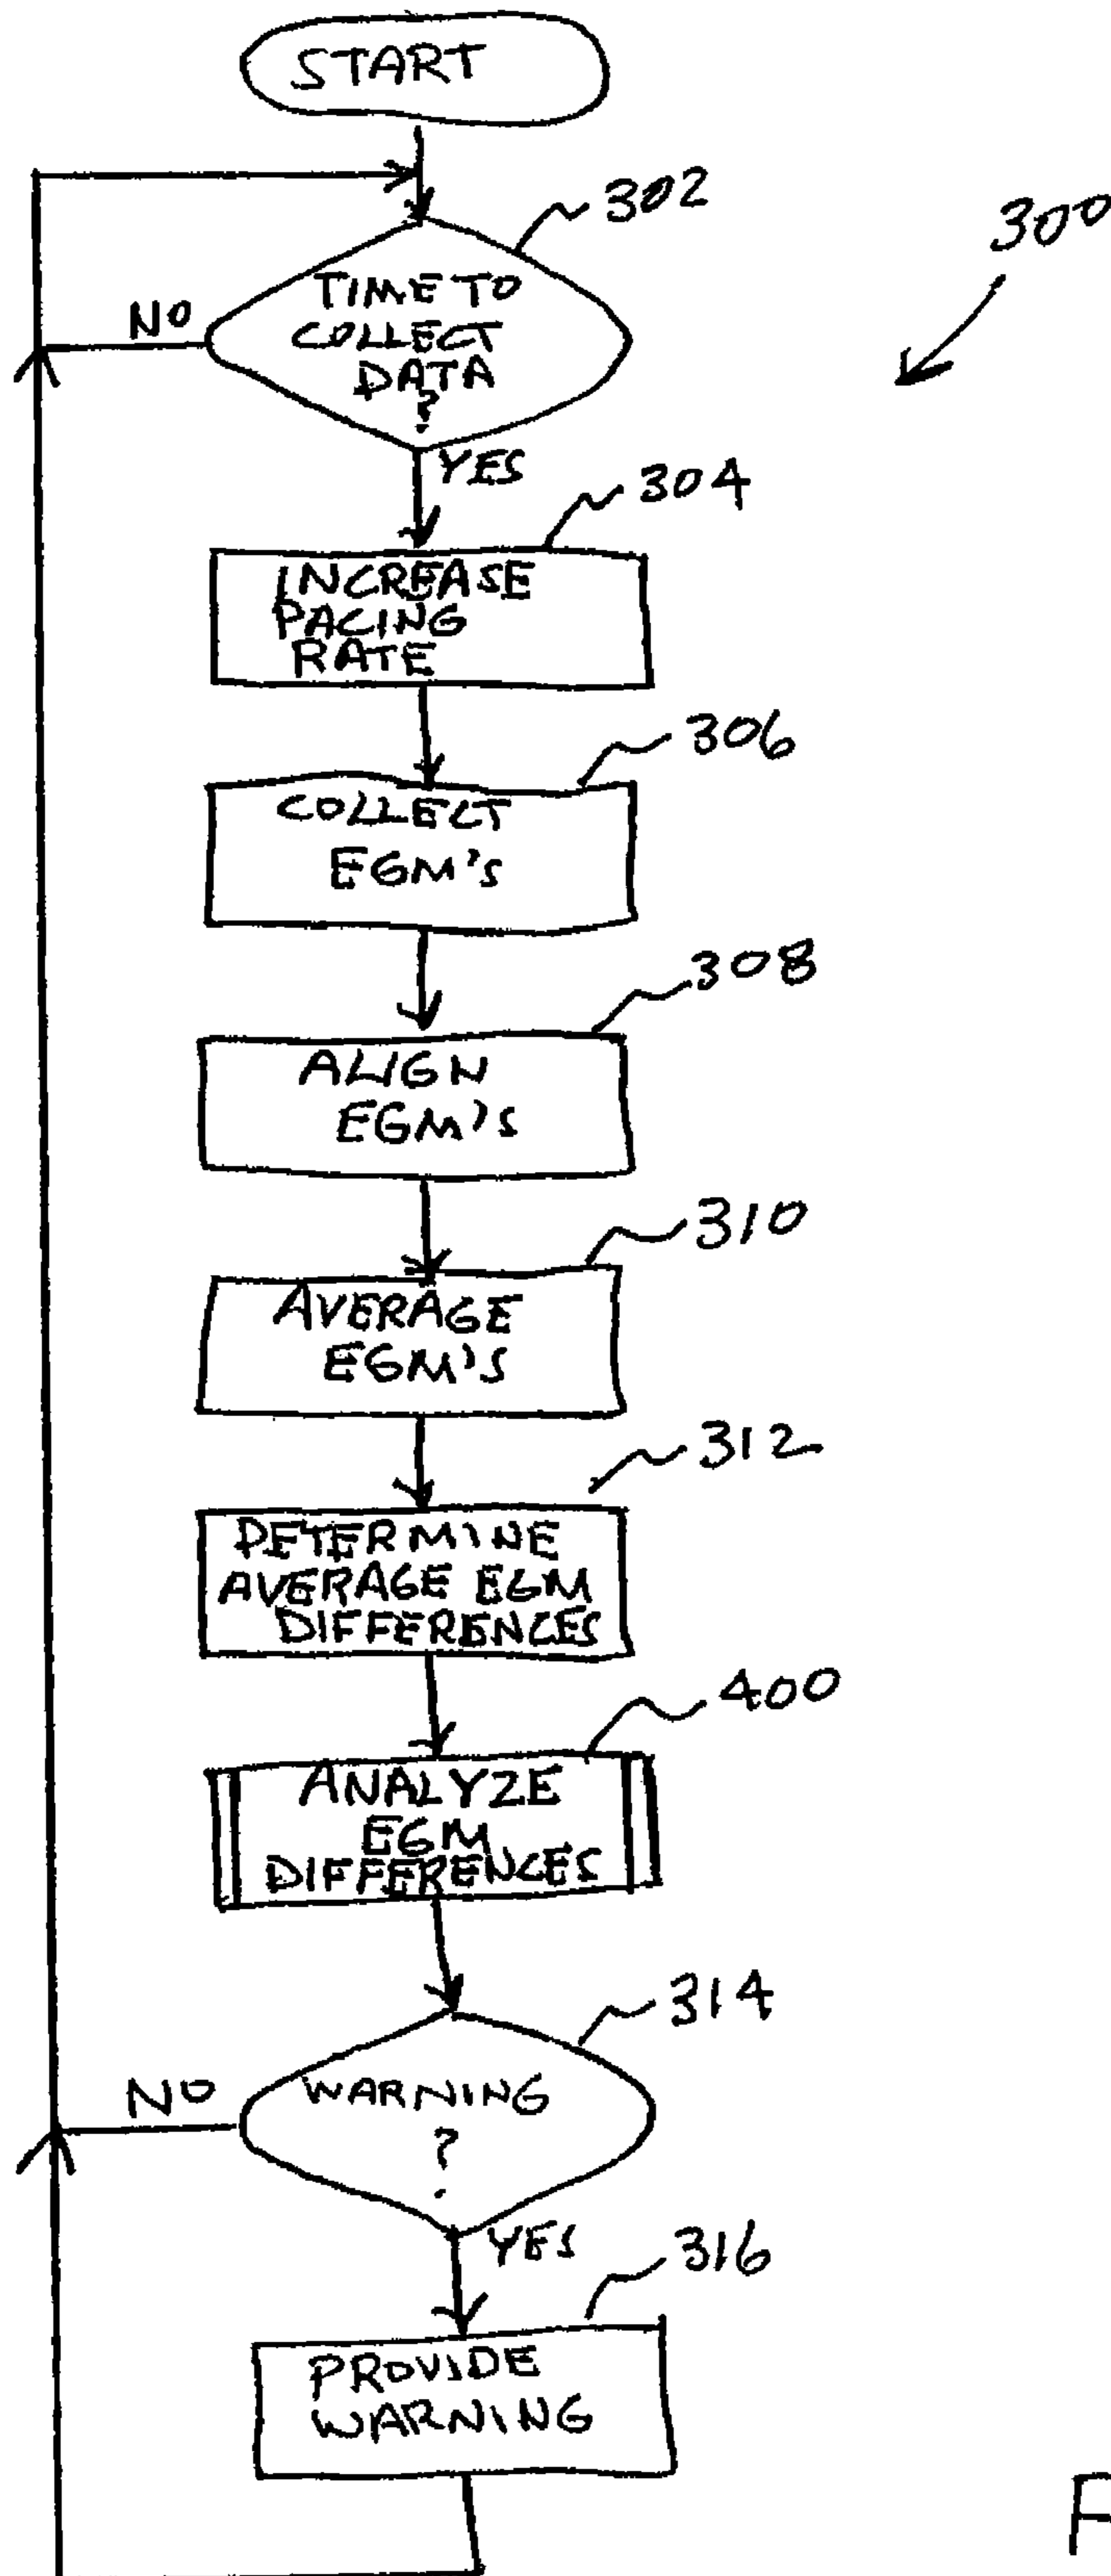 START
302
300
TIME TO
COLLECT
DATA
?
NO
YES
304
INCREASE
PACING
RATE
306
COLLECT
EGM's
308
ALIGN
EGM's
310
AVERAGE
EGM's
312
DETERMINE
AVERAGE EGM
DIFFERENCES
400
ANALYZE
EGM
DIFFERENCES
314
WARNING
?
NO
YES
316
PROVIDE
WARNING
F